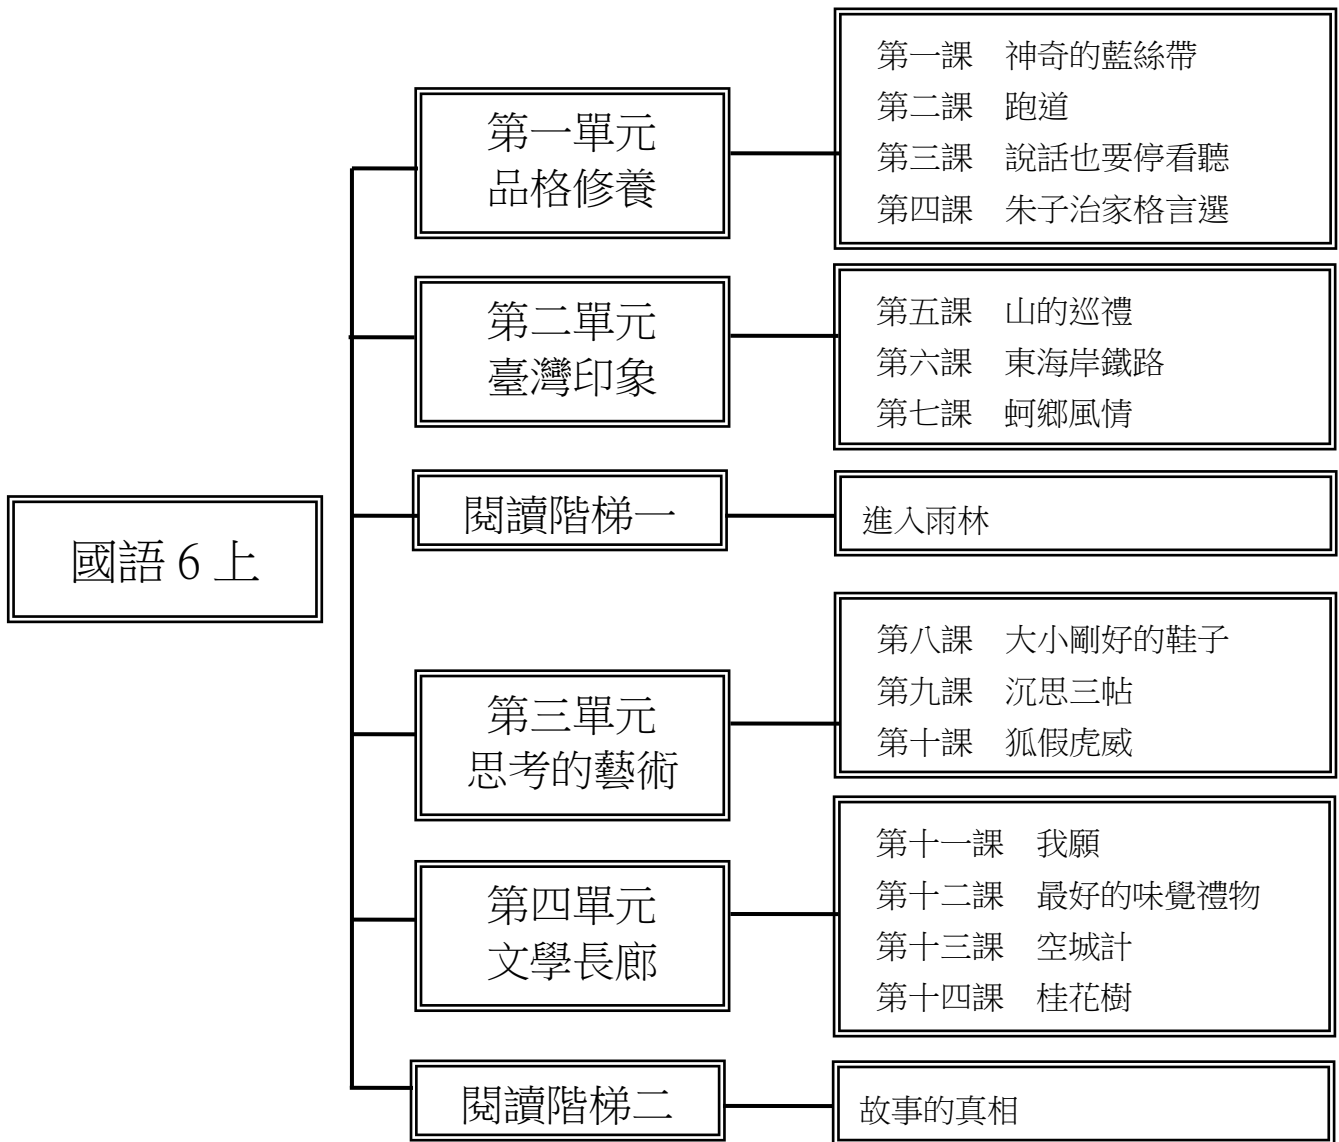 國語 6 上
第一單元
品格修養
第一課　神奇的藍絲帶
第二課　跑道
第三課　說話也要停看聽
第四課　朱子治家格言選
第二單元
臺灣印象
第五課　山的巡禮
第六課　東海岸鐵路
第七課　蚵鄉風情
閱讀階梯一
進入雨林
第三單元
思考的藝術
第八課　大小剛好的鞋子
第九課　沉思三帖
第十課　狐假虎威
第四單元
文學長廊
第十一課　我願
第十二課　最好的味覺禮物
第十三課　空城計
第十四課　桂花樹
閱讀階梯二
故事的真相